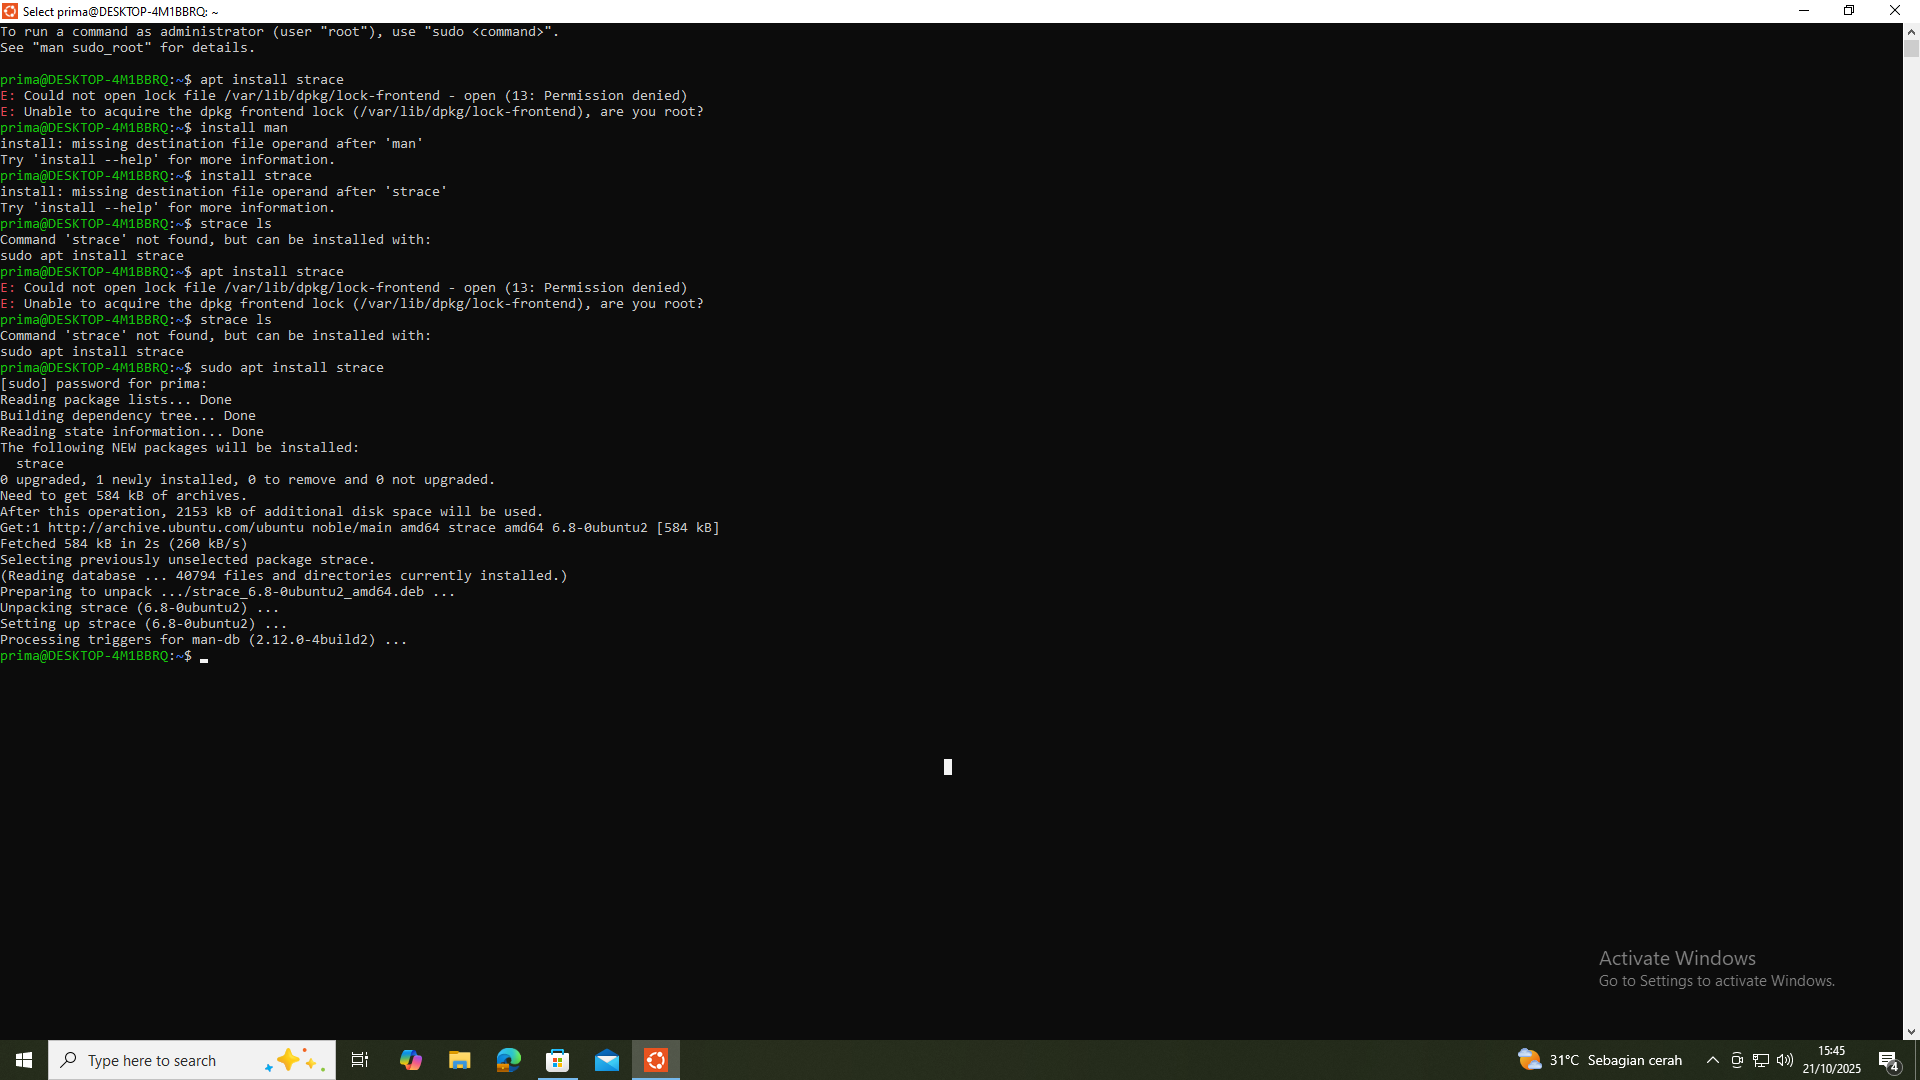 Select prima@DESKTOP-4M1BBRQ: ~
To run a command as administrator (user "root"), use "sudo <command>".
See "man sudo_root" for details.
prima@DESKTOP-4M1BBRQ:~$ apt install strace
E: Could not open lock file /var/lib/dpkg/lock-frontend - open (13: Permission denied)
E: Unable to acquire the dpkg frontend lock (/var/lib/dpkg/lock-frontend), are you root?
prima@DESKTOP-4M1BBRQ:~$ install man
install: missing destination file operand after 'man'
Try 'install --help' for more information.
prima@DESKTOP-4M1BBRQ:~$ install strace
install: missing destination file operand after 'strace'
Try 'install --help' for more information.
prima@DESKTOP-4M1BBRQ:~$ strace ls
Command 'strace' not found, but can be installed with:
sudo apt install strace
prima@DESKTOP-4M1BBRQ:~$ apt install strace
E: Could not open lock file /var/lib/dpkg/lock-frontend - open (13: Permission denied)
E: Unable to acquire the dpkg frontend lock (/var/lib/dpkg/lock-frontend), are you root?
prima@DESKTOP-4M1BBRQ:~$ strace ls
Command 'strace' not found, but can be installed with:
sudo apt install strace
prima@DESKTOP-4M1BBRQ:~$ sudo apt install strace
[sudo] password for prima:
Reading package lists... Done
Building dependency tree... Done
Reading state information... Done
The following NEW packages will be installed:
  strace
0 upgraded, 1 newly installed, 0 to remove and 0 not upgraded.
Need to get 584 kB of archives.
After this operation, 2153 kB of additional disk space will be used.
Get:1 http://archive.ubuntu.com/ubuntu noble/main amd64 strace amd64 6.8-0ubuntu2 [584 kB]
Fetched 584 kB in 2s (260 kB/s)
Selecting previously unselected package strace.
(Reading database ... 40794 files and directories currently installed.)
Preparing to unpack .../strace_6.8-0ubuntu2_amd64.deb ...
Unpacking strace (6.8-0ubuntu2) ...
Setting up strace (6.8-0ubuntu2) ...
Processing triggers for man-db (2.12.0-4build2) ...
prima@DESKTOP-4M1BBRQ:~$
Activate Windows
Go to Settings to activate Windows.
Type here to search
31°C Sebagian cerah
15:45
21/10/2025
4